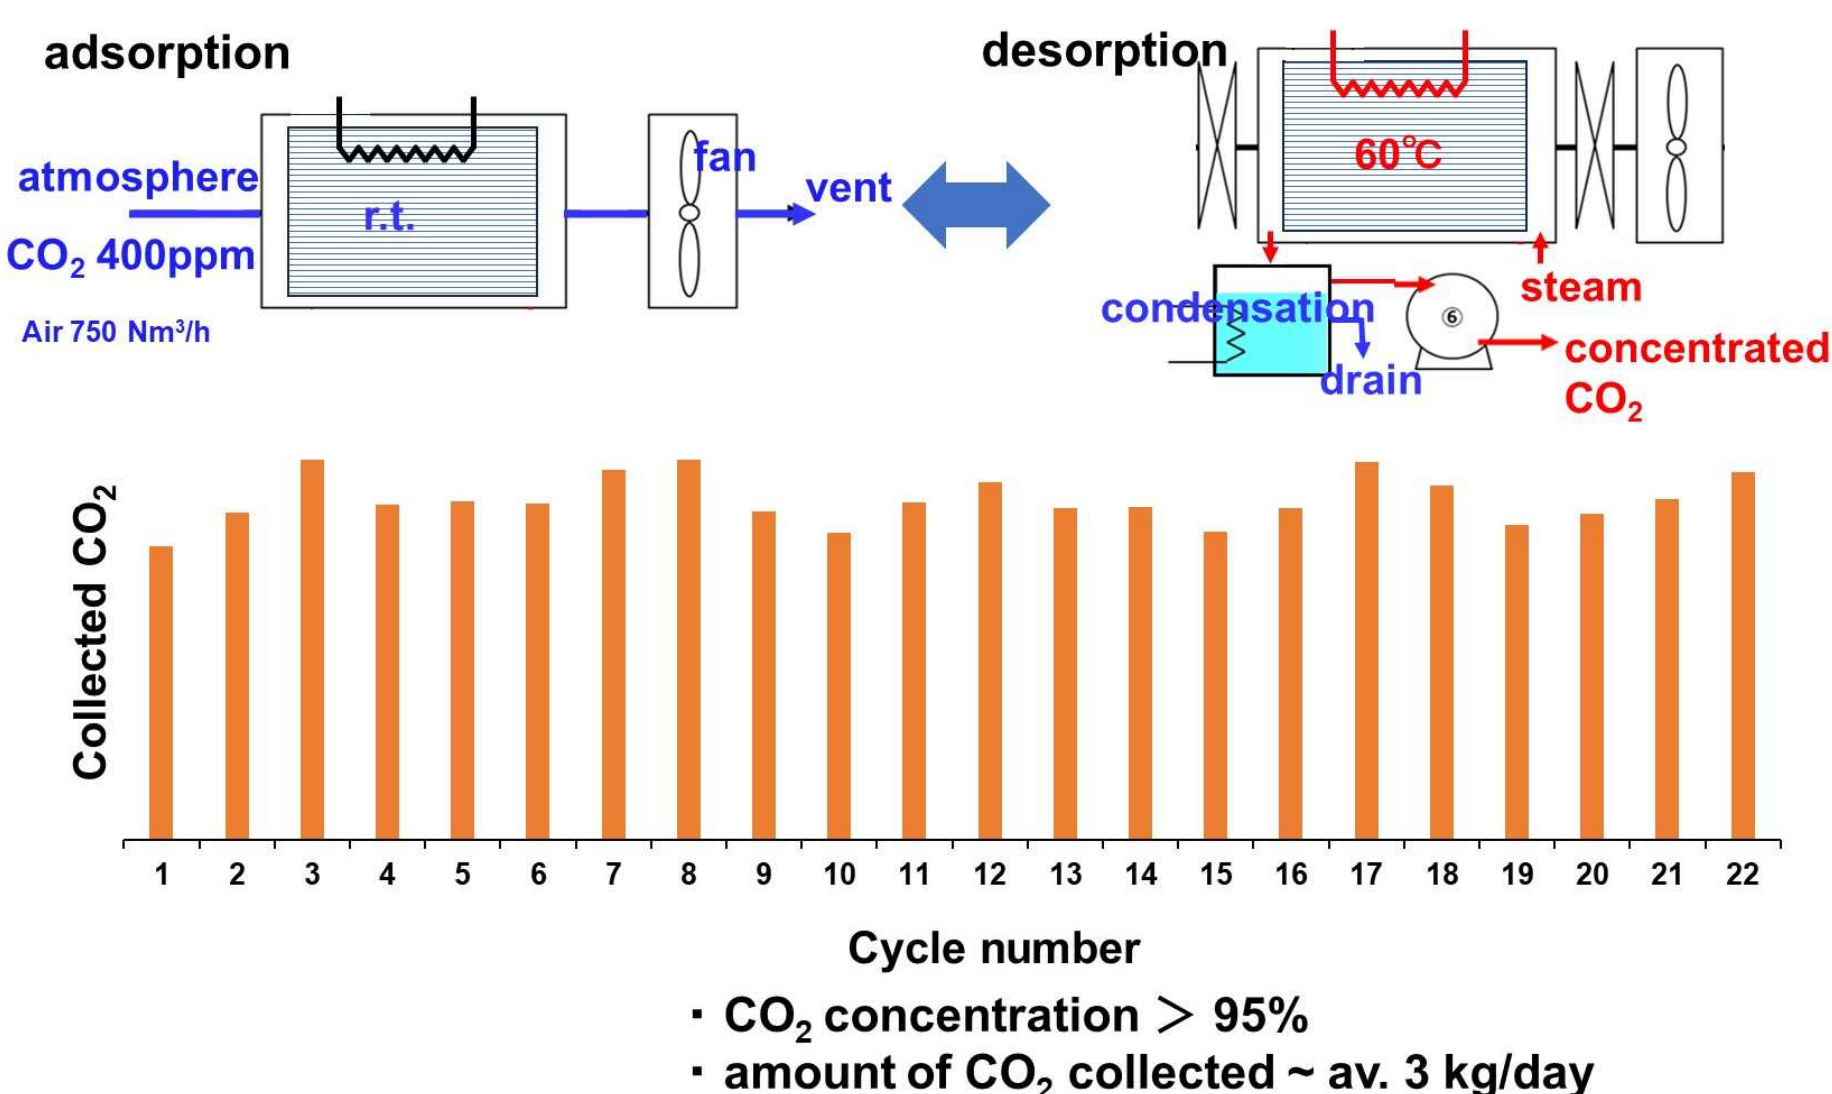 adsorption
atmosphere
CO₂ 400ppm
Air 750 Nm³/h
r.t.
fan
vent
desorption
60℃
steam
condensation
drain
⑥
concentrated
CO₂
Collected CO₂
1 2 3 4 5 6 7 8 9 10 11 12 13 14 15 16 17 18 19 20 21 22
Cycle number
・CO₂ concentration ＞ 95%
・amount of CO₂ collected ~ av. 3 kg/day